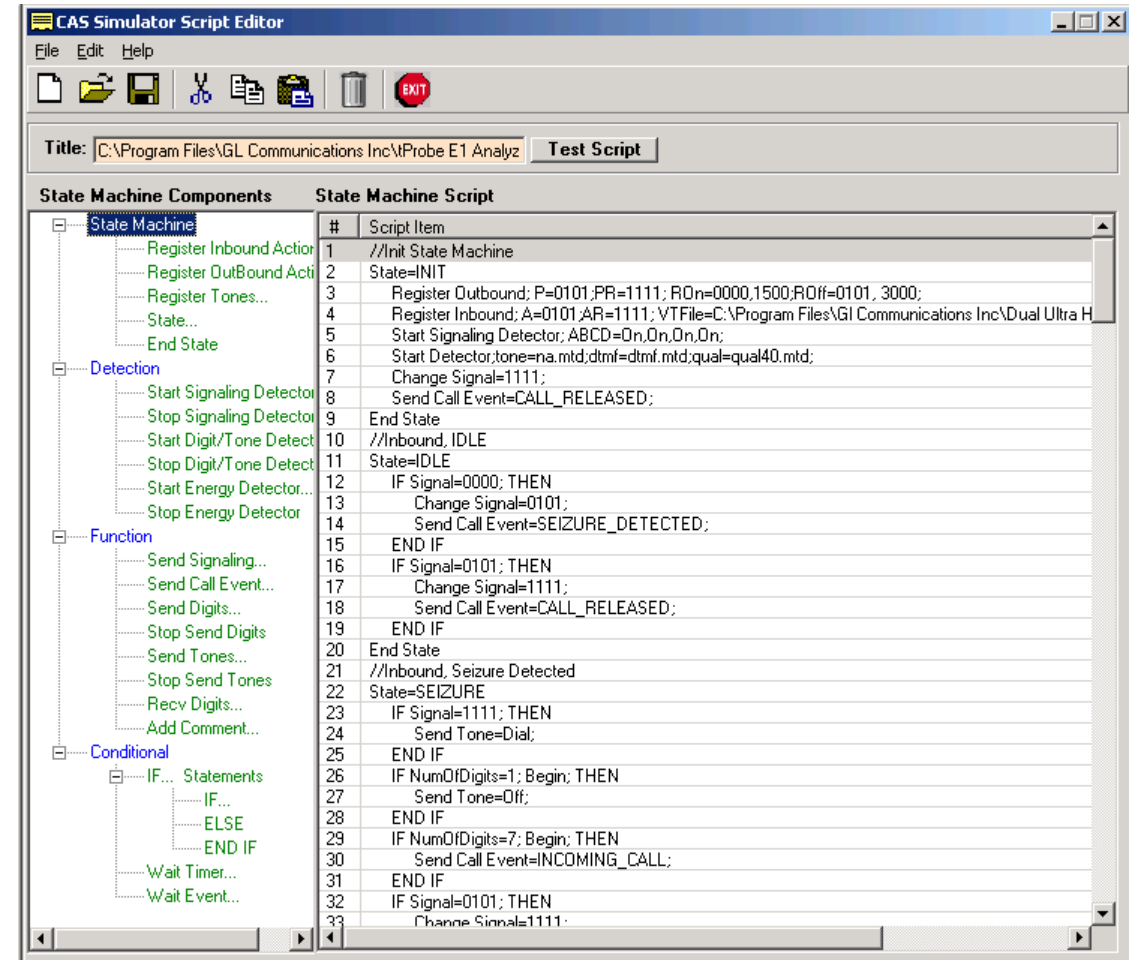 CAS Simulator Script Editor
File Edit Help
EXIT
Title: C:\Program Files\GL Communications Inc\tProbe E1 Analyz Test Script
State Machine Components
State Machine
Register Inbound Action
Register OutBound Acti
Register Tones...
State...
End State
Detection
Start Signaling Detector
Stop Signaling Detector
Start Digit/Tone Detect
Stop Digit/Tone Detect
Start Energy Detector...
Stop Energy Detector
Function
Send Signaling...
Send Call Event...
Send Digits...
Stop Send Digits
Send Tones...
Stop Send Tones
Recv Digits...
Add Comment...
Conditional
IF... Statements
IF...
ELSE
END IF
Wait Timer...
Wait Event...
State Machine Script
# Script Item
1 //Init State Machine
2 State=INIT
3 Register Outbound; P=0101;PR=1111; ROn=0000,1500;ROff=0101, 3000;
4 Register Inbound; A=0101;AR=1111; VTFile=C:\Program Files\Gl Communications Inc\Dual Ultra H
5 Start Signaling Detector; ABCD=On,On,On,On;
6 Start Detector;tone=na.mtd;dtmf=dtmf.mtd;qual=qual40.mtd;
7 Change Signal=1111;
8 Send Call Event=CALL_RELEASED;
9 End State
10 //Inbound, IDLE
11 State=IDLE
12 IF Signal=0000; THEN
13 Change Signal=0101;
14 Send Call Event=SEIZURE_DETECTED;
15 END IF
16 IF Signal=0101; THEN
17 Change Signal=1111;
18 Send Call Event=CALL_RELEASED;
19 END IF
20 End State
21 //Inbound, Seizure Detected
22 State=SEIZURE
23 IF Signal=1111; THEN
24 Send Tone=Dial;
25 END IF
26 IF NumOfDigits=1; Begin; THEN
27 Send Tone=Off;
28 END IF
29 IF NumOfDigits=7; Begin; THEN
30 Send Call Event=INCOMING_CALL;
31 END IF
32 IF Signal=0101; THEN
33 Change Signal=1111;